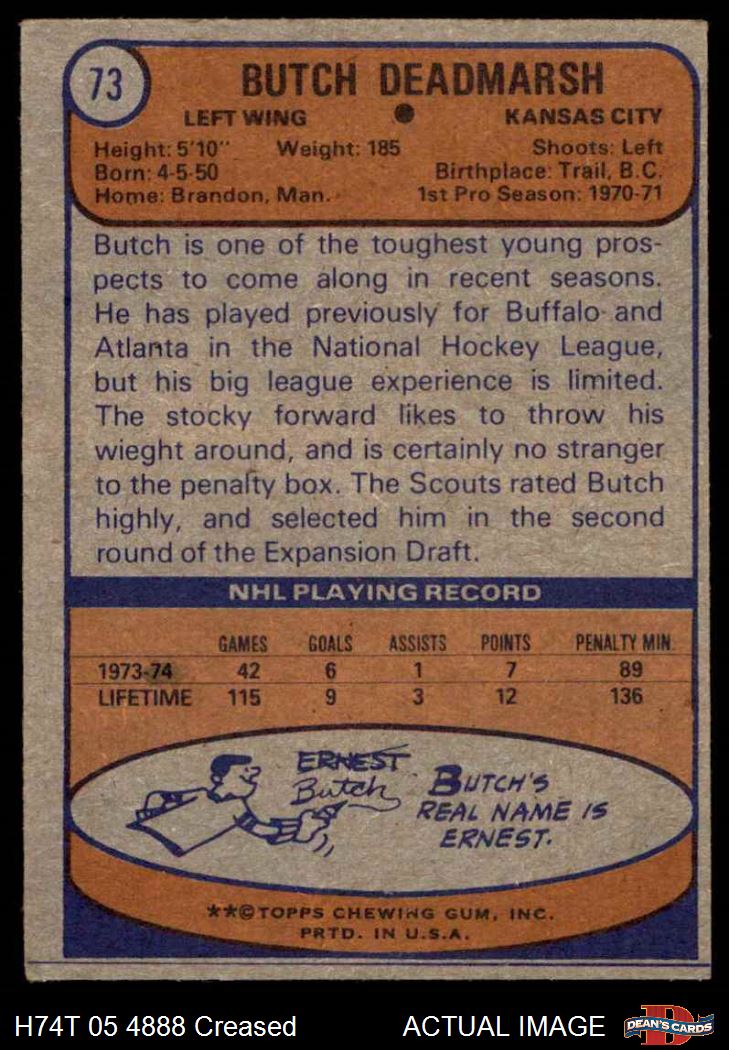 73
BUTCH DEADMARSH
LEFT WING ● KANSAS CITY
Height: 5'10" Weight: 185 Shoots: Left
Born: 4-5-50 Birthplace: Trail, B.C.
Home: Brandon, Man. 1st Pro Season: 1970-71
Butch is one of the toughest young pros-
pects to come along in recent seasons.
He has played previously for Buffalo and
Atlanta in the National Hockey League,
but his big league experience is limited.
The stocky forward likes to throw his
wieght around, and is certainly no stranger
to the penalty box. The Scouts rated Butch
highly, and selected him in the second
round of the Expansion Draft.
NHL PLAYING RECORD
GAMES GOALS ASSISTS POINTS PENALTY MIN.
1973-74 42 6 1 7 89
LIFETIME 115 9 3 12 136
ERNEST
Butch
BUTCH'S
REAL NAME IS
ERNEST.
**©TOPPS CHEWING GUM, INC.
PRTD. IN U.S.A.
H74T 05 4888 Creased ACTUAL IMAGE
D
DEAN'S CARDS